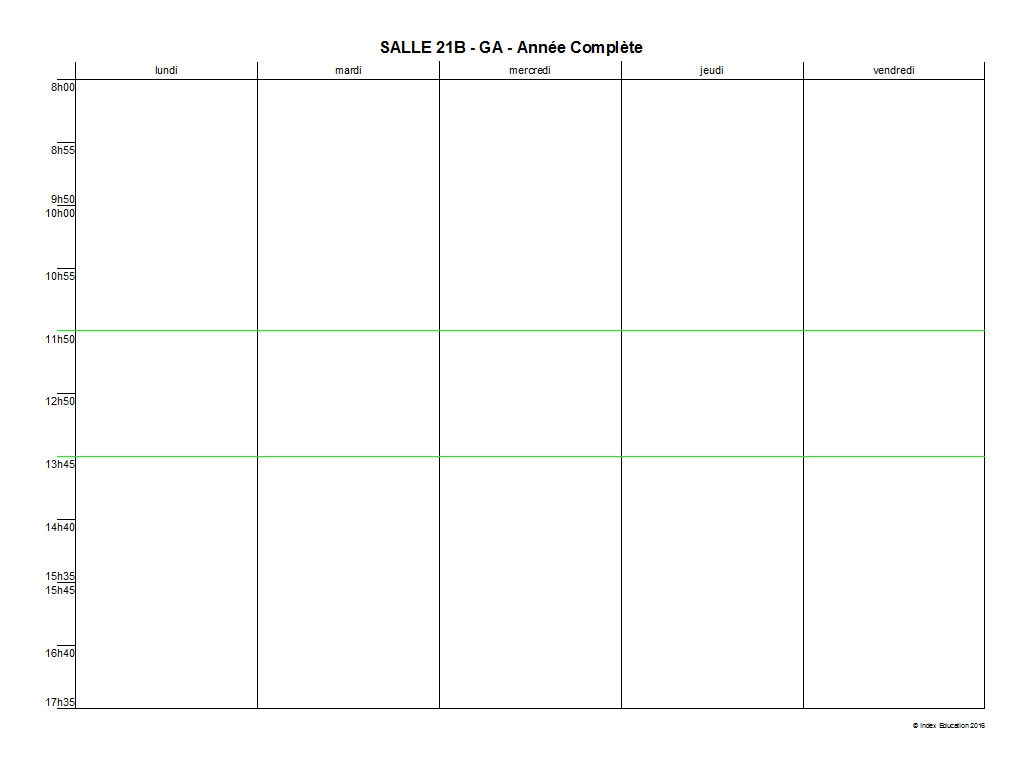 SALLE 21B - GA - Année Complète
lundi mardi mercredi jeudi vendredi
8h00
8h55
9h50
10h00
10h55
11h50
12h50
13h45
14h40
15h35
15h45
16h40
17h35
© Index Education 2016